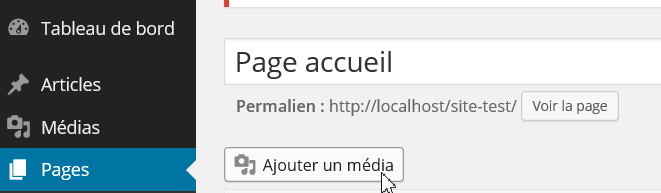 Tableau de bord
Articles
Médias
Pages
Page accueil
Permalien : http://localhost/site-test/ Voir la page
Ajouter un média